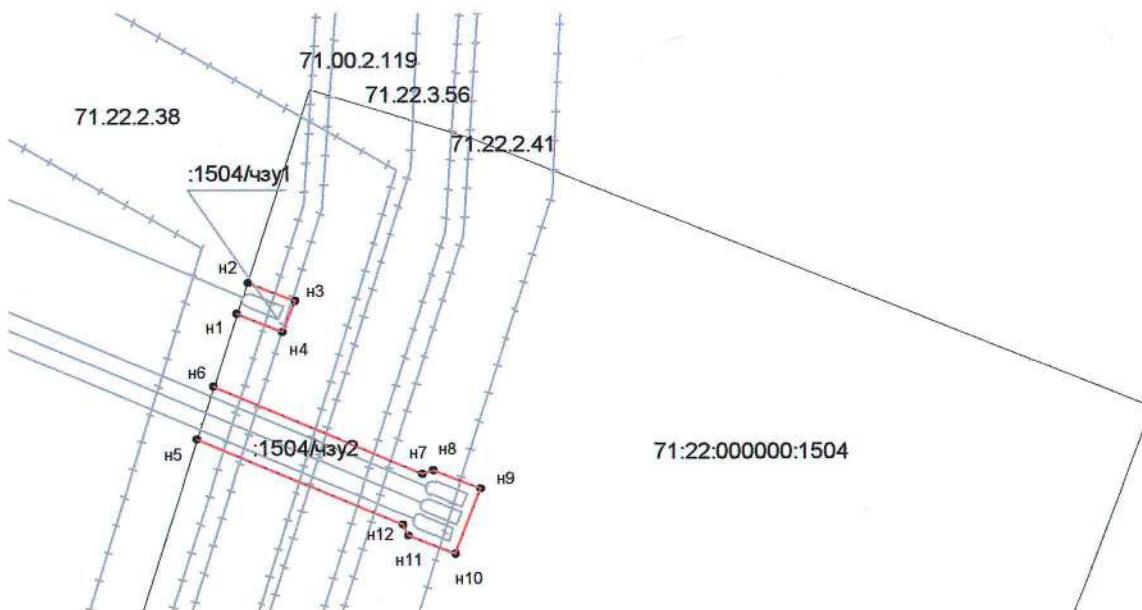 71.00.2.119
71.22.3.56
71.22.2.38
71.22.2.41
:1504/чзу1
н2
н3
н1
н4
н6
:1504/чзу2
н5
н7
н8
н9
71:22:000000:1504
н12
н11
н10